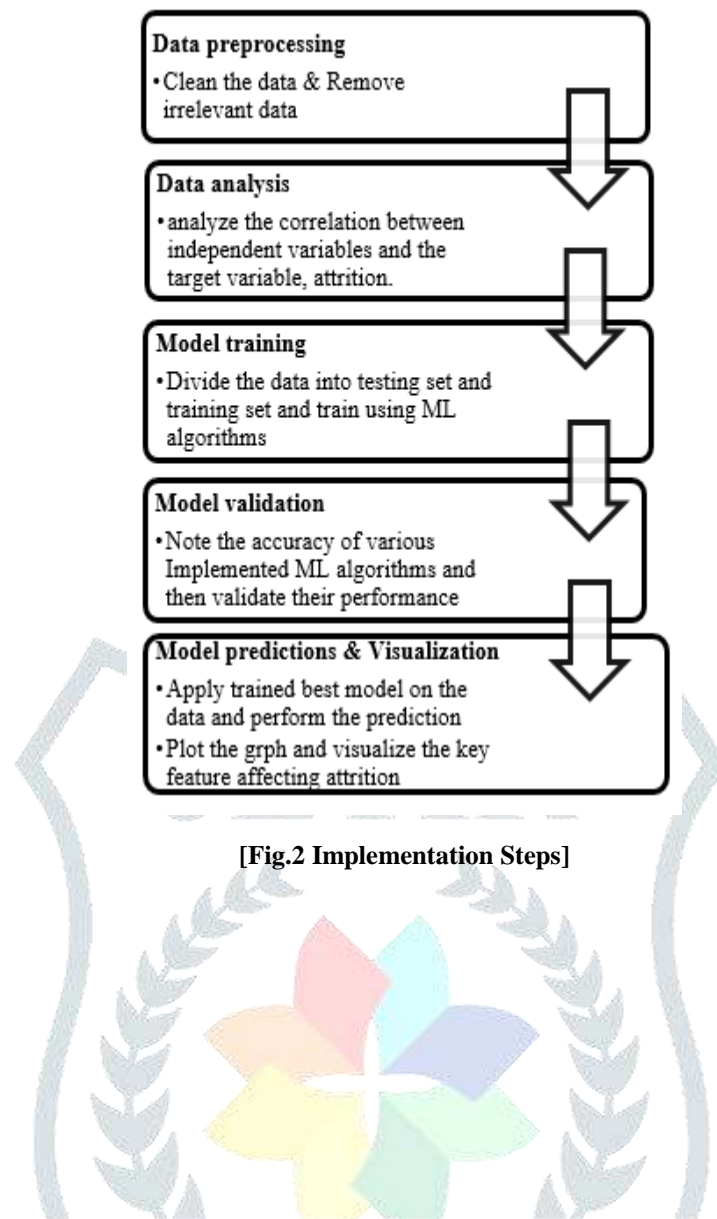 Data preprocessing
•Clean the data & Remove
irrelevant data
Data analysis
•analyze the correlation between
independent variables and the
target variable, attrition.
Model training
•Divide the data into testing set and
training set and train using ML
algorithms
Model validation
•Note the accuracy of various
Implemented ML algorithms and
then validate their performance
Model predictions & Visualization
•Apply trained best model on the
data and perform the prediction
•Plot the grph and visualize the key
feature affecting attrition
[Fig.2 Implementation Steps]